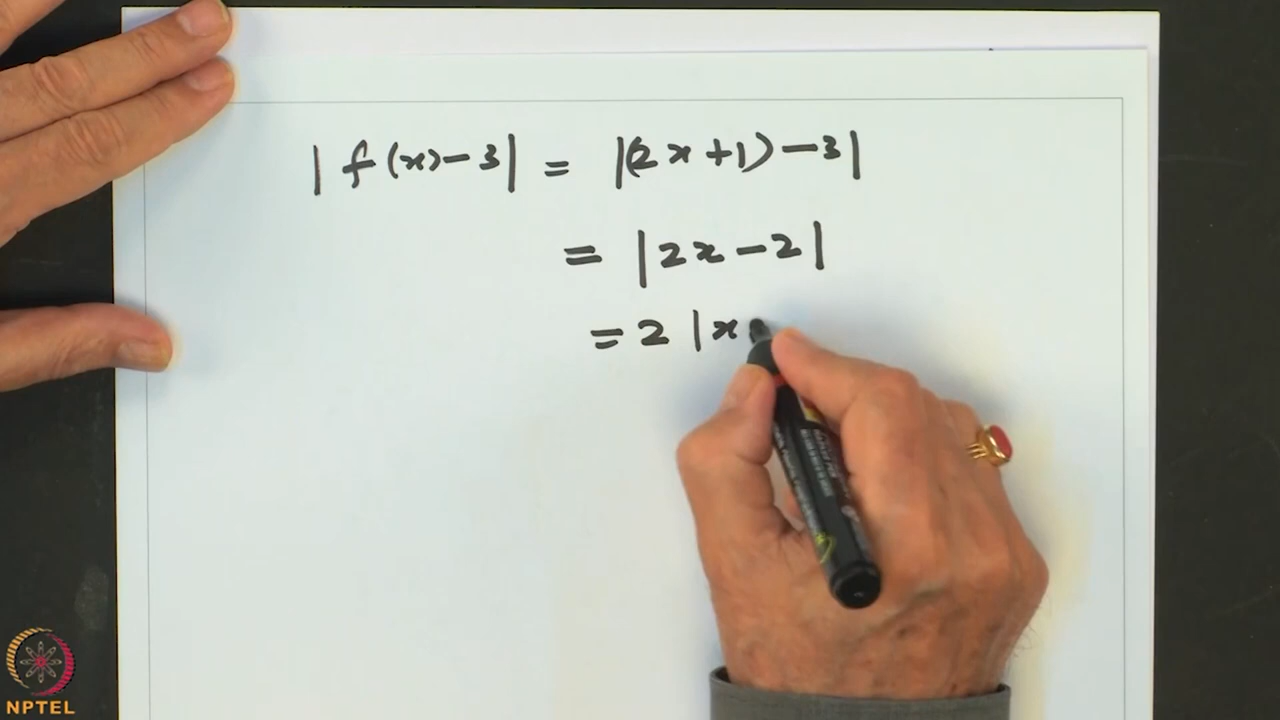 |f(x)-3| = |(2x+1)-3|
= |2x-2|
= 2 |x
NPTEL